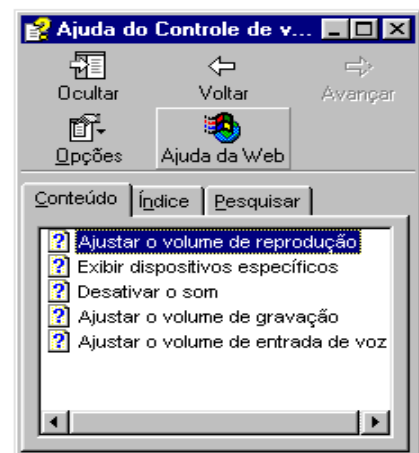 Ajuda do Controle de v...
Ocultar Voltar Avançar
Opções Ajuda da Web
Conteúdo Índice Pesquisar
Ajustar o volume de reprodução
Exibir dispositivos específicos
Desativar o som
Ajustar o volume de gravação
Ajustar o volume de entrada de voz